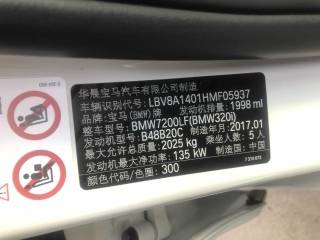 华晨宝马汽车有限公司制造
车辆识别代号: LBV8A1401HMF05937
品牌: 宝马(BMW)牌 发动机排量: 1998 ml
整车型号: BMW7200LF(BMW320i)
发动机型号: B48B20C 制造年月: 2017.01
最大允许总质量: 2025 kg 乘坐人数: 5人
发动机最大净功率: 135 kW 制造国: 中国
颜色代码/色圈: 300
7 310 673